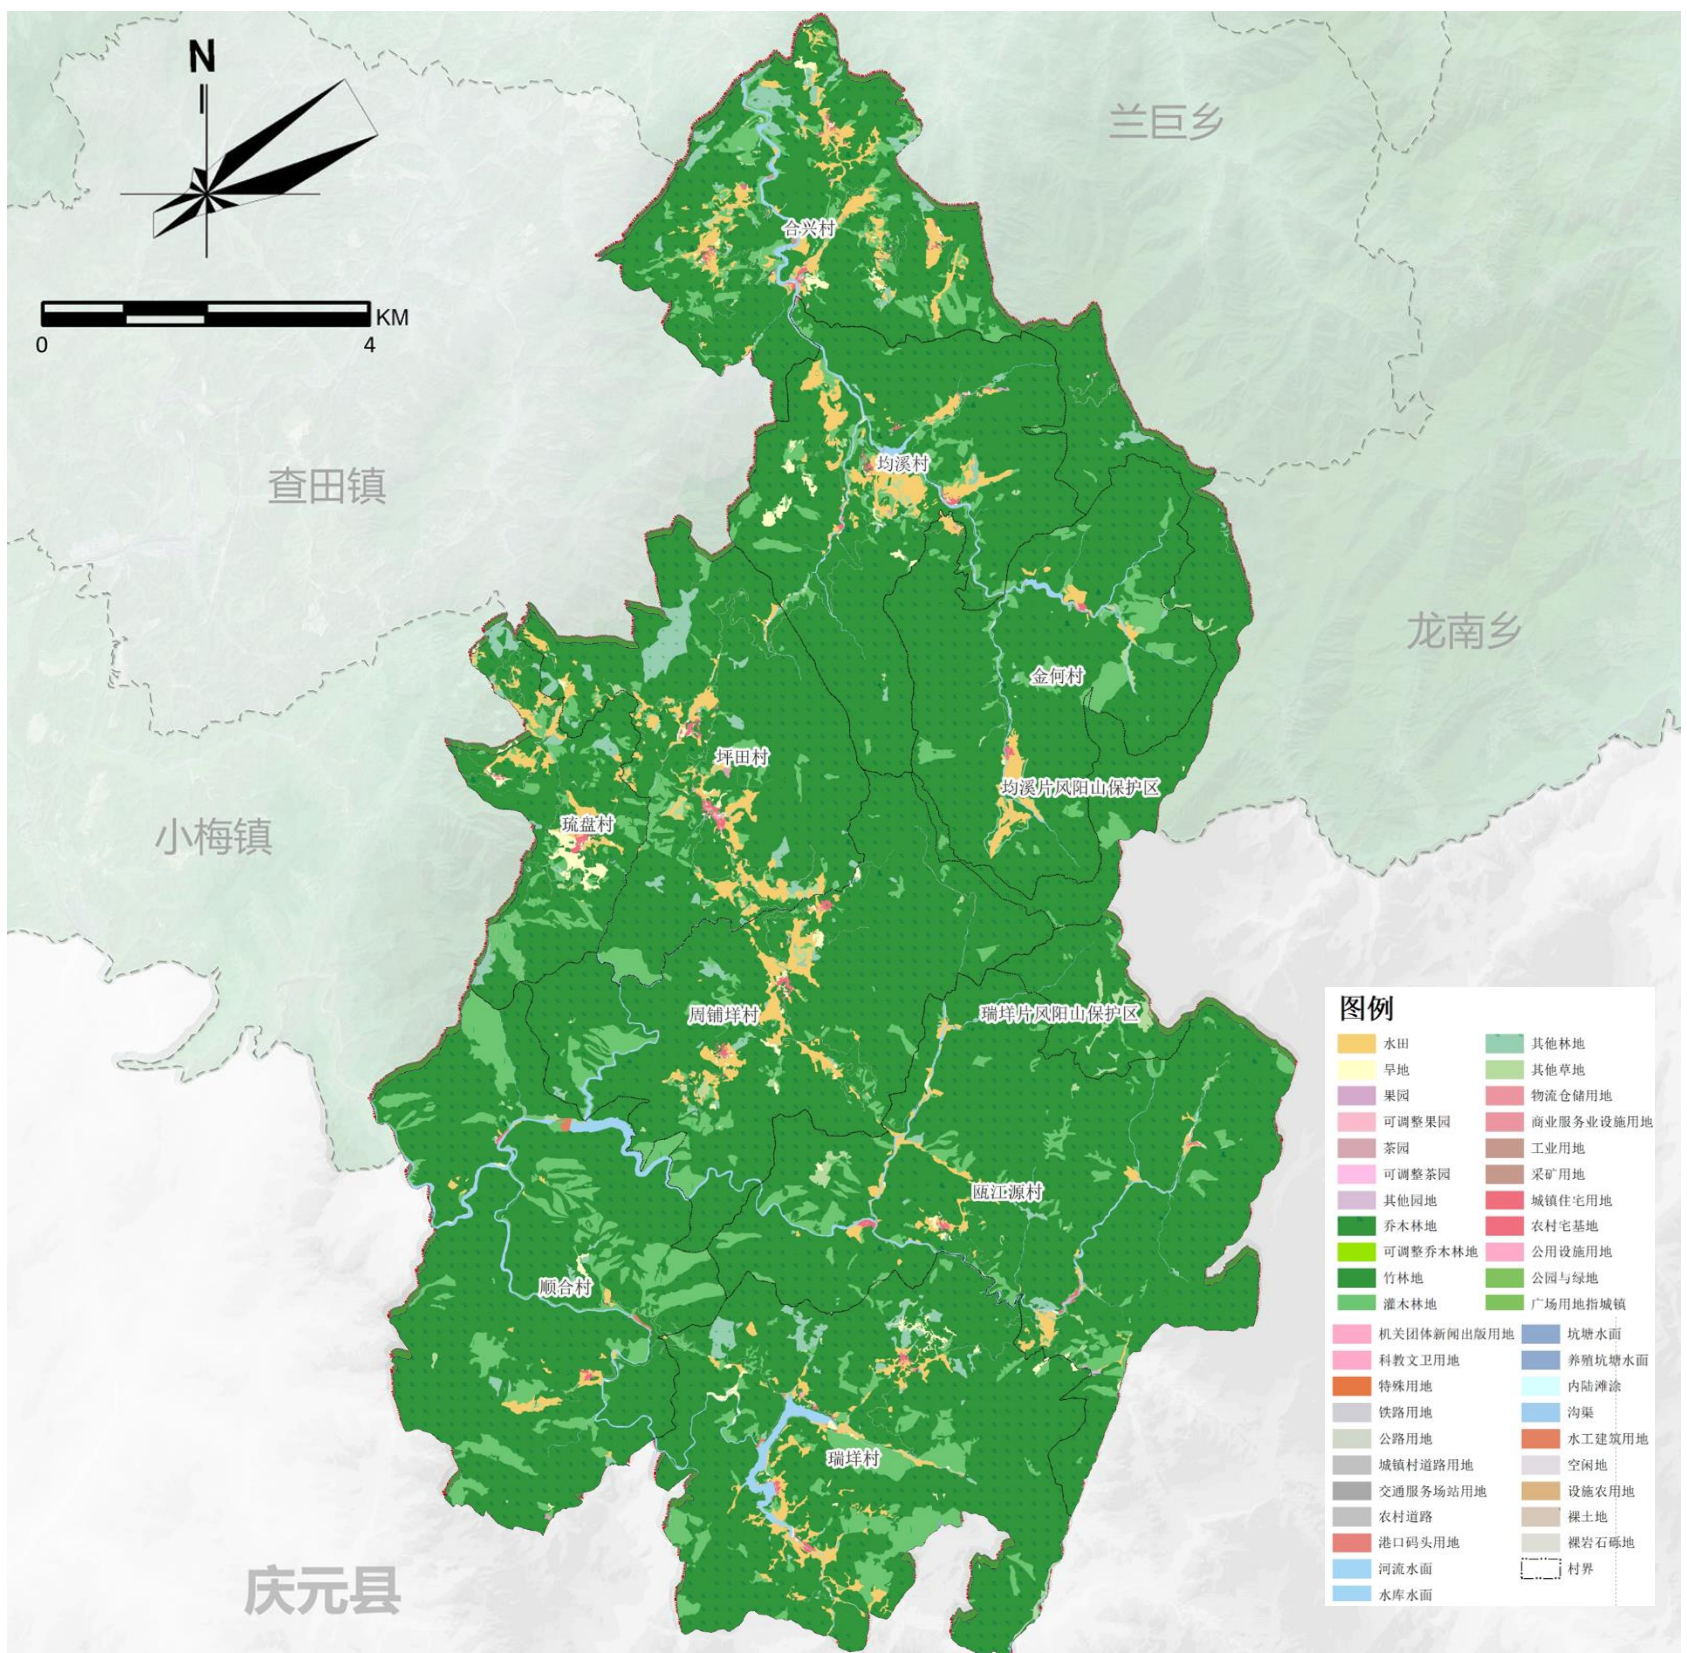 N
KM
0
4
兰巨乡
合兴村
查田镇
均溪村
龙南乡
金何村
坪田村
均溪片凤阳山保护区
琉盘村
小梅镇
周铺垟村
瑞垟片凤阳山保护区
瓯江源村
顺合村
瑞垟村
庆元县
图例
水田
旱地
果园
可调整果园
茶园
可调整茶园
其他园地
乔木林地
可调整乔木林地
竹林地
灌木林地
其他林地
其他草地
物流仓储用地
商业服务业设施用地
工业用地
采矿用地
城镇住宅用地
农村宅基地
公用设施用地
公园与绿地
广场用地指城镇
机关团体新闻出版用地
科教文卫用地
特殊用地
铁路用地
公路用地
城镇村道路用地
交通服务场站用地
农村道路
港口码头用地
河流水面
水库水面
坑塘水面
养殖坑塘水面
内陆滩涂
沟渠
水工建筑用地
空闲地
设施农用地
裸土地
裸岩石砾地
村界